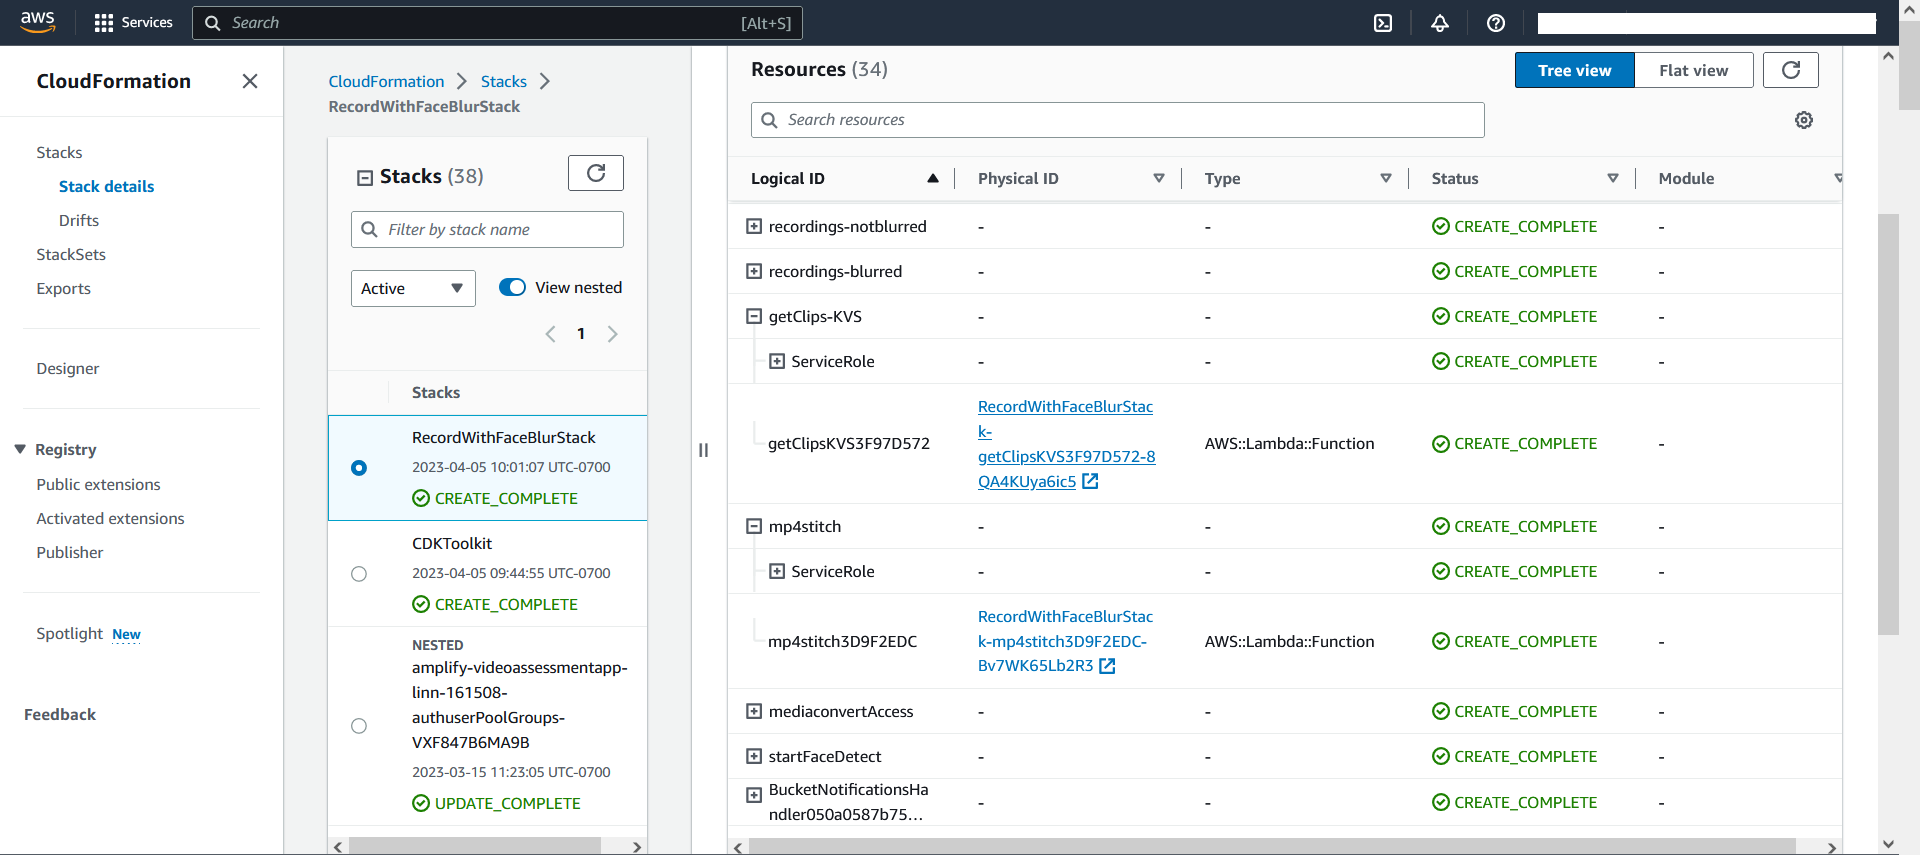 aws
Services
Search
[Alt+S]
CloudFormation
Stacks
Stack details
Drifts
StackSets
Exports
Designer
Registry
Public extensions
Activated extensions
Publisher
Spotlight New
Feedback
CloudFormation
Stacks
RecordWithFaceBlurStack
Stacks (38)
Filter by stack name
Active
View nested
1
Stacks
RecordWithFaceBlurStack
2023-04-05 10:01:07 UTC-0700
CREATE_COMPLETE
CDKToolkit
2023-04-05 09:44:55 UTC-0700
CREATE_COMPLETE
NESTED
amplify-videoassessmentapp-
linn-161508-
authuserPoolGroups-
VXF847B6MA9B
2023-03-15 11:23:05 UTC-0700
UPDATE_COMPLETE
Resources (34)
Tree view
Flat view
Search resources
Logical ID Physical ID Type Status Module
recordings-notblurred - - CREATE_COMPLETE -
recordings-blurred - - CREATE_COMPLETE -
getClips-KVS - - CREATE_COMPLETE -
ServiceRole - - CREATE_COMPLETE -
getClipsKVS3F97D572
RecordWithFaceBlurStac
k-
getClipsKVS3F97D572-8
QA4KUya6ic5
AWS::Lambda::Function CREATE_COMPLETE -
mp4stitch - - CREATE_COMPLETE -
ServiceRole - - CREATE_COMPLETE -
mp4stitch3D9F2EDC
RecordWithFaceBlurStac
k-mp4stitch3D9F2EDC-
Bv7WK65Lb2R3
AWS::Lambda::Function CREATE_COMPLETE -
mediaconvertAccess - - CREATE_COMPLETE -
startFaceDetect - - CREATE_COMPLETE -
BucketNotificationsHa
ndler050a0587b75...
- - CREATE_COMPLETE -